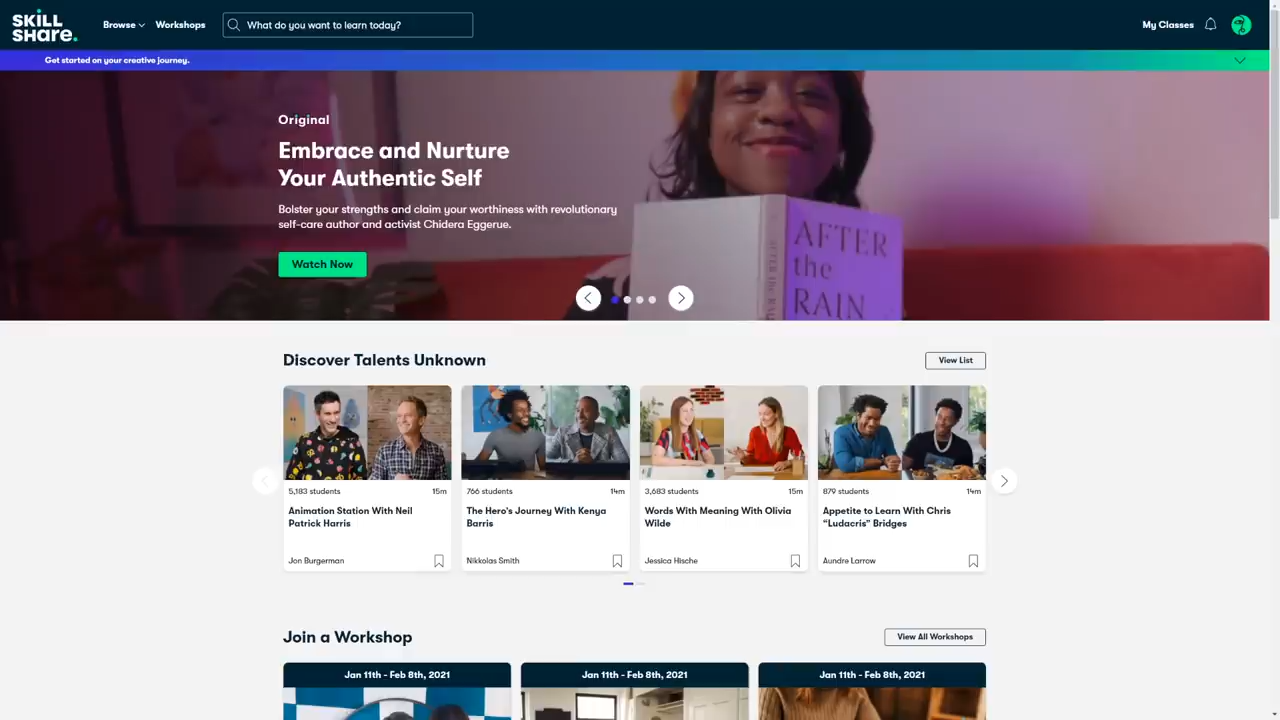 SKILL
SHARE.
Browse
Workshops
What do you want to learn today?
My Classes
Get started on your creative journey.
Original
Embrace and Nurture
Your Authentic Self
Bolster your strengths and claim your worthiness with revolutionary
self-care author and activist Chidera Eggerue.
Watch Now
AFTER
the
RAIN
AFTER the RAIN
Discover Talents Unknown
View List
5,183 students 15m
Animation Station With Neil
Patrick Harris
Jon Burgerman
766 students 14m
The Hero's Journey With Kenya
Barris
Nikkolas Smith
3,683 students 15m
Words With Meaning With Olivia
Wilde
Jessica Hische
879 students 14m
Appetite to Learn With Chris
“Ludacris” Bridges
Aundre Larrow
Join a Workshop
View All Workshops
Jan 11th - Feb 8th, 2021
Jan 11th - Feb 8th, 2021
Jan 11th - Feb 8th, 2021